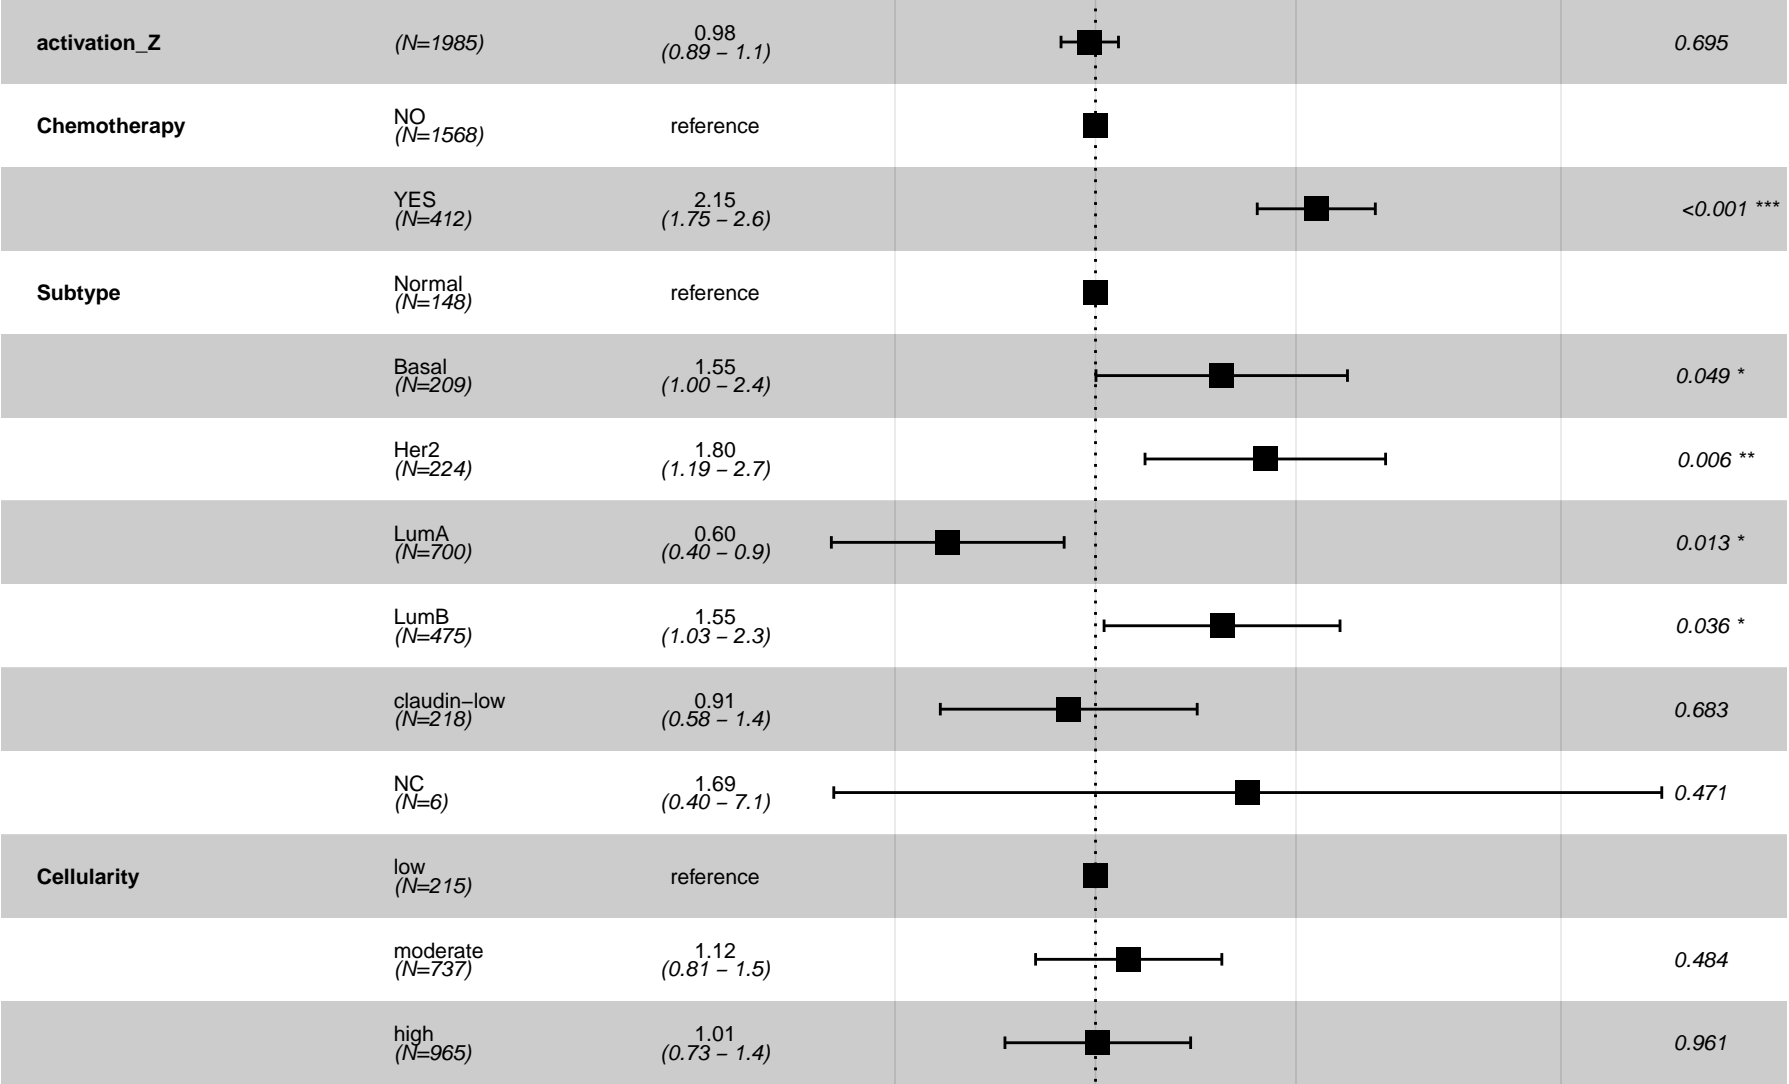 activation_Z (N=1985) 0.98 0.695
(0.89 – 1.1)
Chemotherapy NO reference
(N=1568)
YES 2.15 <0.001 ***
(N=412) (1.75 – 2.6)
Subtype Normal reference
(N=148)
Basal 1.55 0.049 *
(N=209) (1.00 – 2.4)
Her2 1.80 0.006 **
(N=224) (1.19 – 2.7)
LumA 0.60 0.013 *
(N=700) (0.40 – 0.9)
LumB 1.55 0.036 *
(N=475) (1.03 – 2.3)
claudin–low 0.91 0.683
(N=218) (0.58 – 1.4)
NC 1.69 0.471
(N=6) (0.40 – 7.1)
Cellularity low reference
(N=215)
moderate 1.12 0.484
(N=737) (0.81 – 1.5)
high 1.01 0.961
(N=965) (0.73 – 1.4)